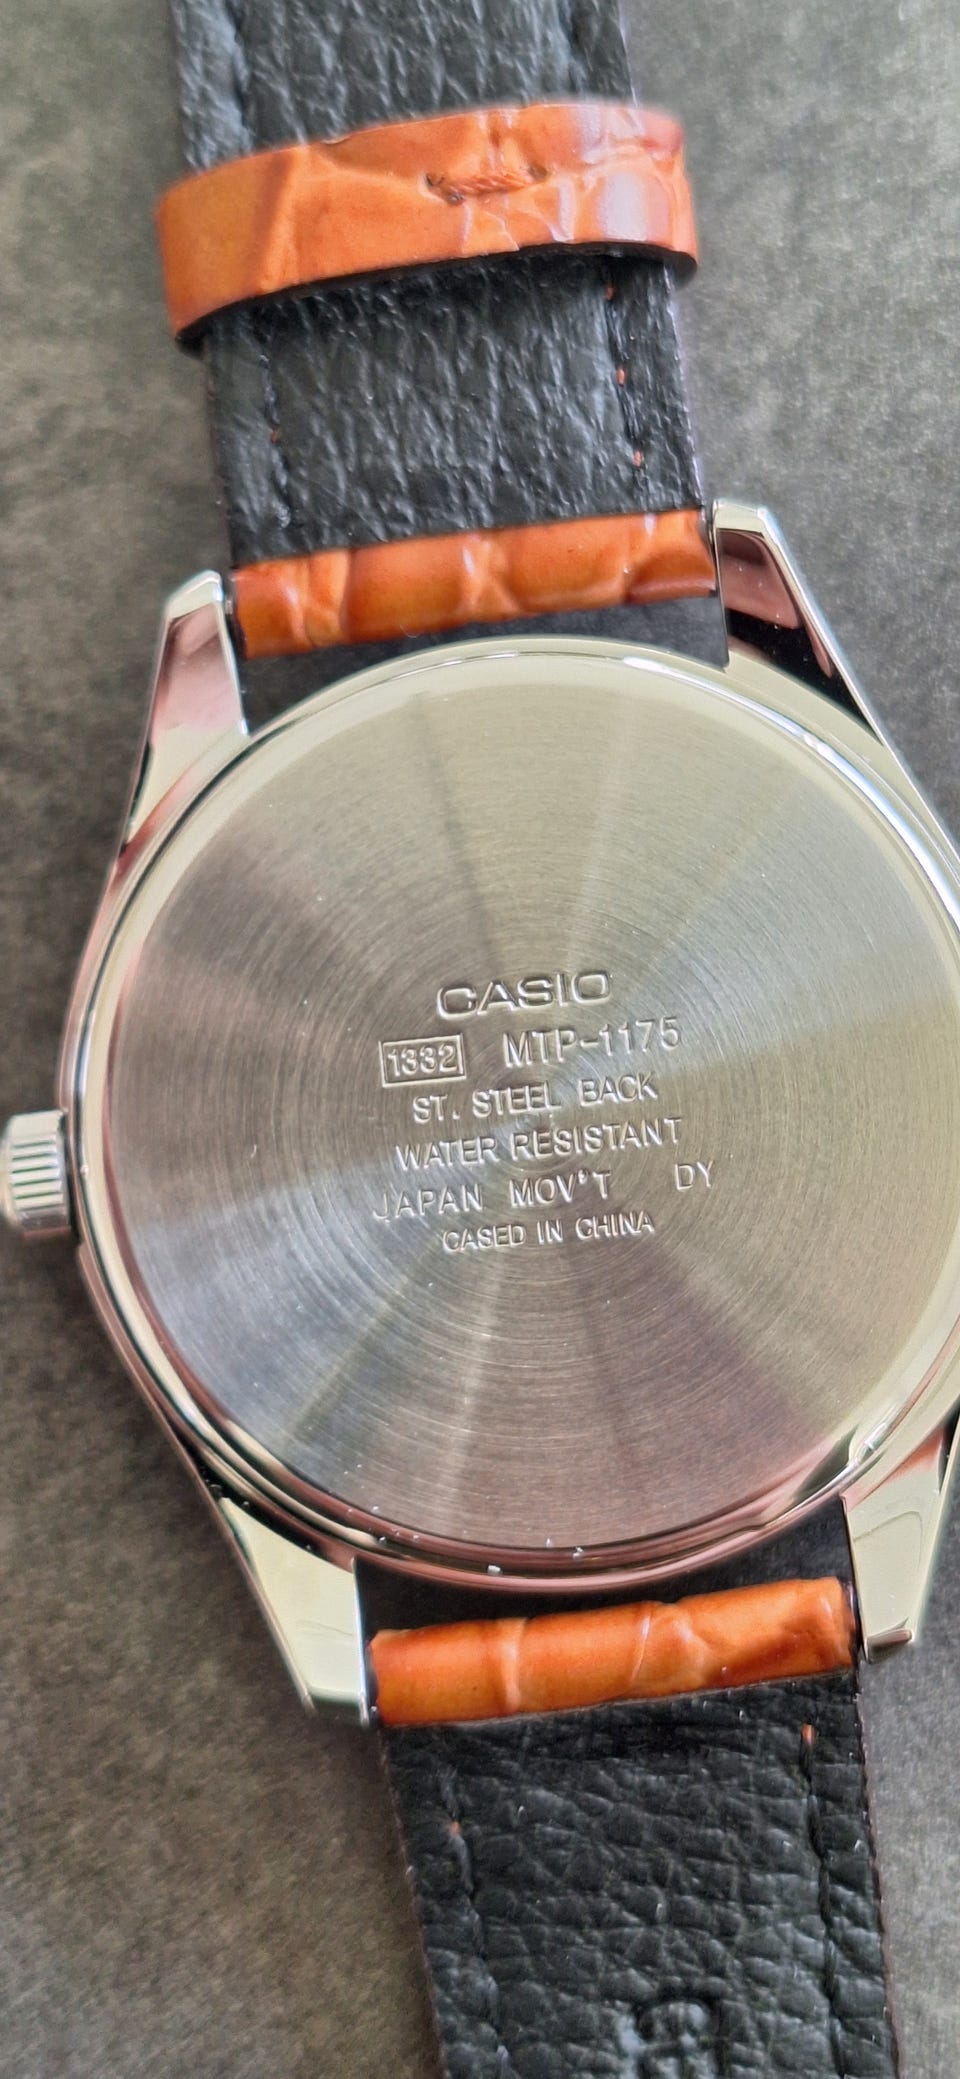 CASIO
1332 MTP-1175
ST. STEEL BACK
WATER RESISTANT
JAPAN MOV'T DY
CASED IN CHINA